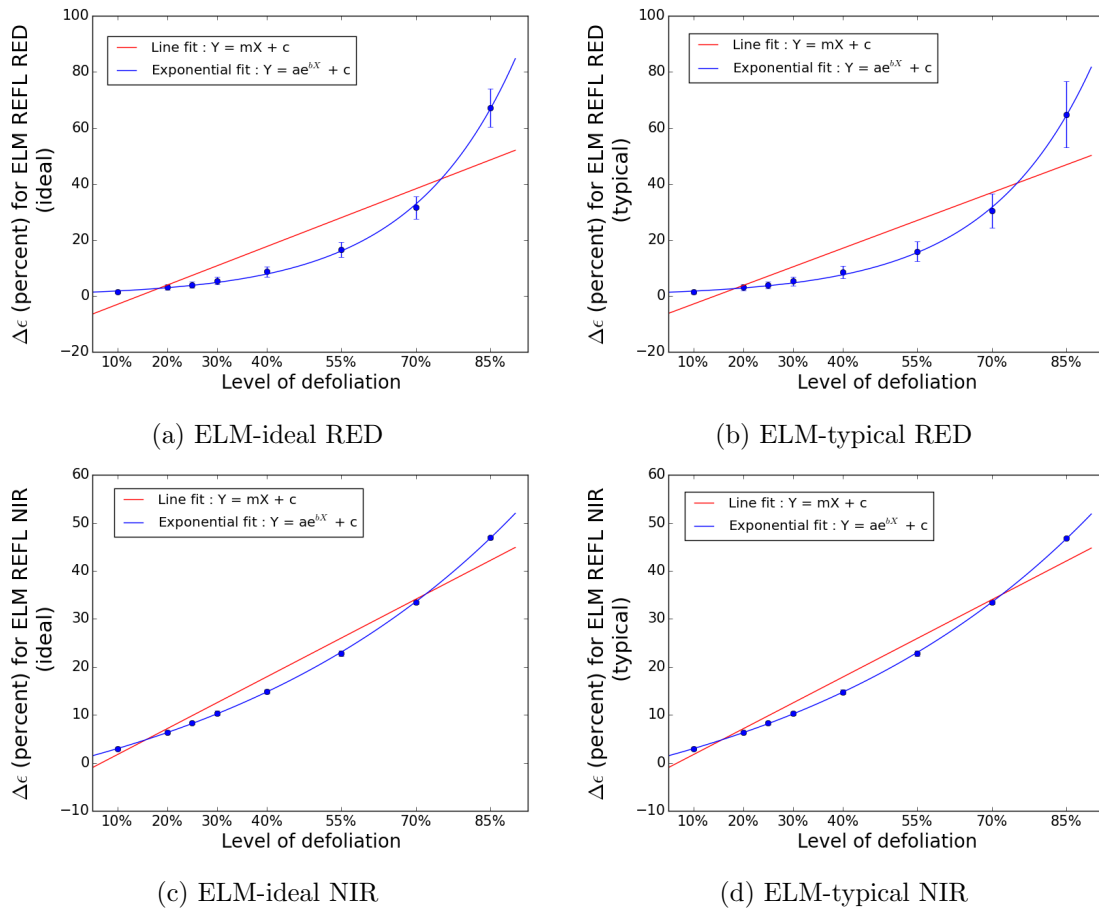 100
80
60
40
20
0
−20
Δϵ (percent) for ELM REFL RED
(ideal)
Line fit : Y = mX + c
Exponential fit : Y = ae^{bX} + c
10% 20% 30% 40% 55% 70% 85%
Level of defoliation
(a) ELM-ideal RED
100
80
60
40
20
0
−20
Δϵ (percent) for ELM REFL RED
(typical)
Line fit : Y = mX + c
Exponential fit : Y = ae^{bX} + c
10% 20% 30% 40% 55% 70% 85%
Level of defoliation
(b) ELM-typical RED
60
50
40
30
20
10
0
−10
Δϵ (percent) for ELM REFL NIR
(ideal)
Line fit : Y = mX + c
Exponential fit : Y = ae^{bX} + c
10% 20% 30% 40% 55% 70% 85%
Level of defoliation
(c) ELM-ideal NIR
60
50
40
30
20
10
0
−10
Δϵ (percent) for ELM REFL NIR
(typical)
Line fit : Y = mX + c
Exponential fit : Y = ae^{bX} + c
10% 20% 30% 40% 55% 70% 85%
Level of defoliation
(d) ELM-typical NIR